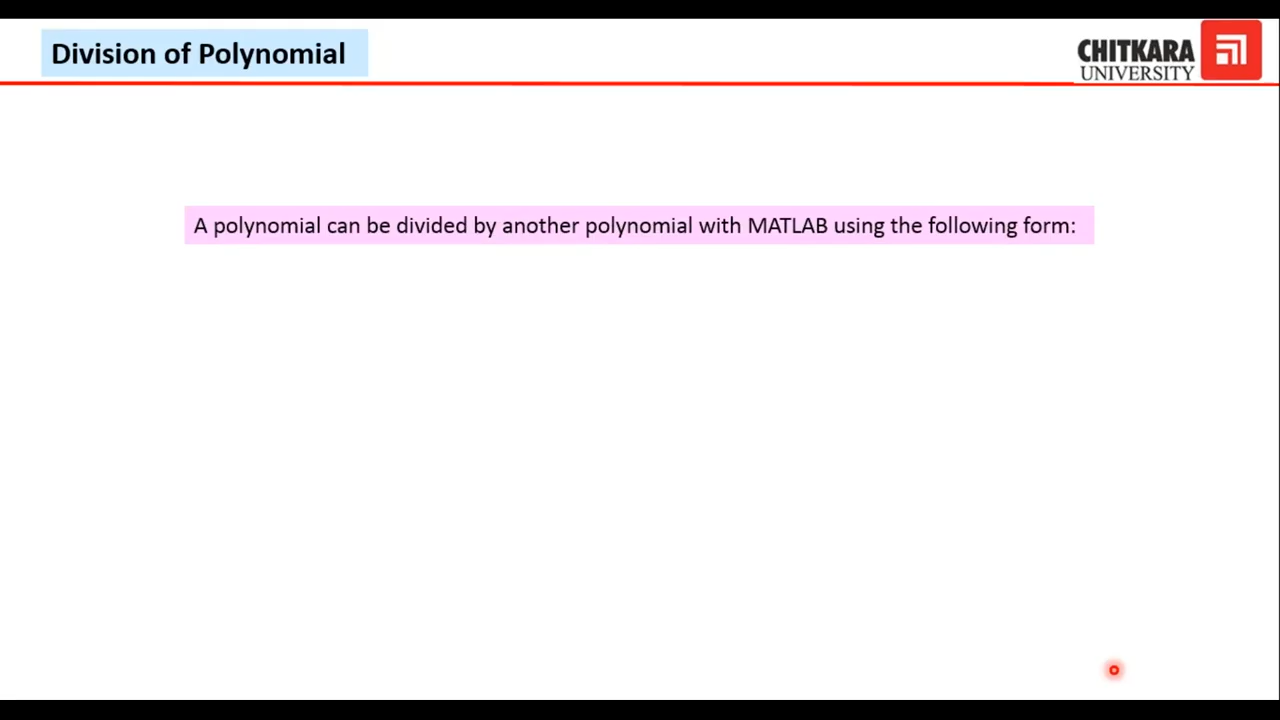 Division of Polynomial
CHITKARA
UNIVERSITY
A polynomial can be divided by another polynomial with MATLAB using the following form: